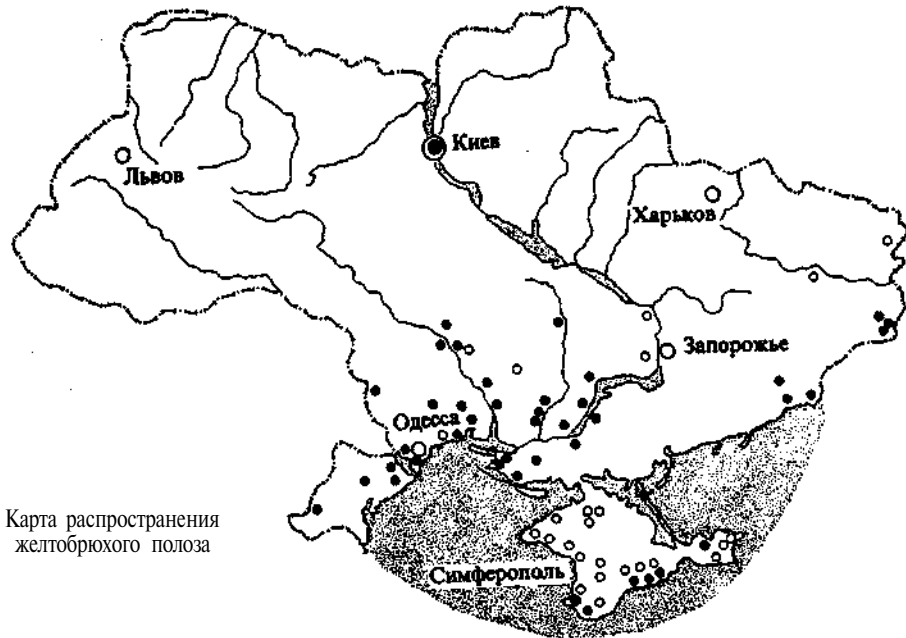 Киев
Львов
Харьков
Запорожье
Одесса
Карта распространения
желтобрюхого полоза
Симферополь